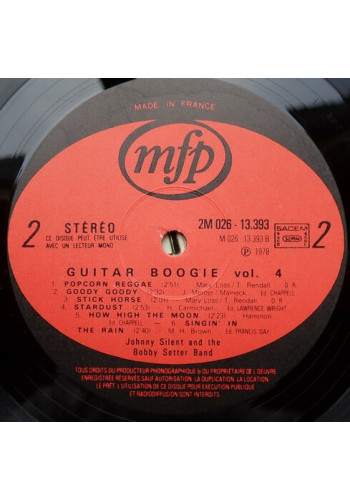 MADE IN FRANCE
mfp
2 STÉRÉO
CE DISQUE PEUT ÊTRE UTILISÉ
AVEC UN LECTEUR MONO
2M 026 - 13.393
M 026 - 13.393 B
Ⓟ 1978
SACEM
2
GUITAR BOOGIE vol. 4
1 POPCORN REGGAE (2'51) Mary Loss / T. Rendall D.R.
2 GOODY GOODY (2'32) J. Mercer / Malneck Ed. CHAPPELL
3 STICK HORSE Mary Loss / T. Rendall D.R.
4 STARDUST H. Carmichael Ed. LAWRENCE WRIGHT
5 HOW HIGH THE MOON (2'23) Hamilton
Ed. CHAPPELL - 6 SINGIN' IN
THE RAIN (2'40) - M. H. Brown - Ed. FRANCIS DAY
Johnny Silent and the
Bobby Setter Band
TOUS DROITS DU PRODUCTEUR PHONOGRAPHIQUE & DU PROPRIÉTAIRE DE L'ŒUVRE
ENREGISTRÉE RÉSERVÉS. SAUF AUTORISATION, LA DUPLICATION, LA LOCATION
LE PRÊT, L'UTILISATION DE CE DISQUE POUR EXÉCUTION PUBLIQUE
ET RADIODIFFUSION SONT INTERDITS